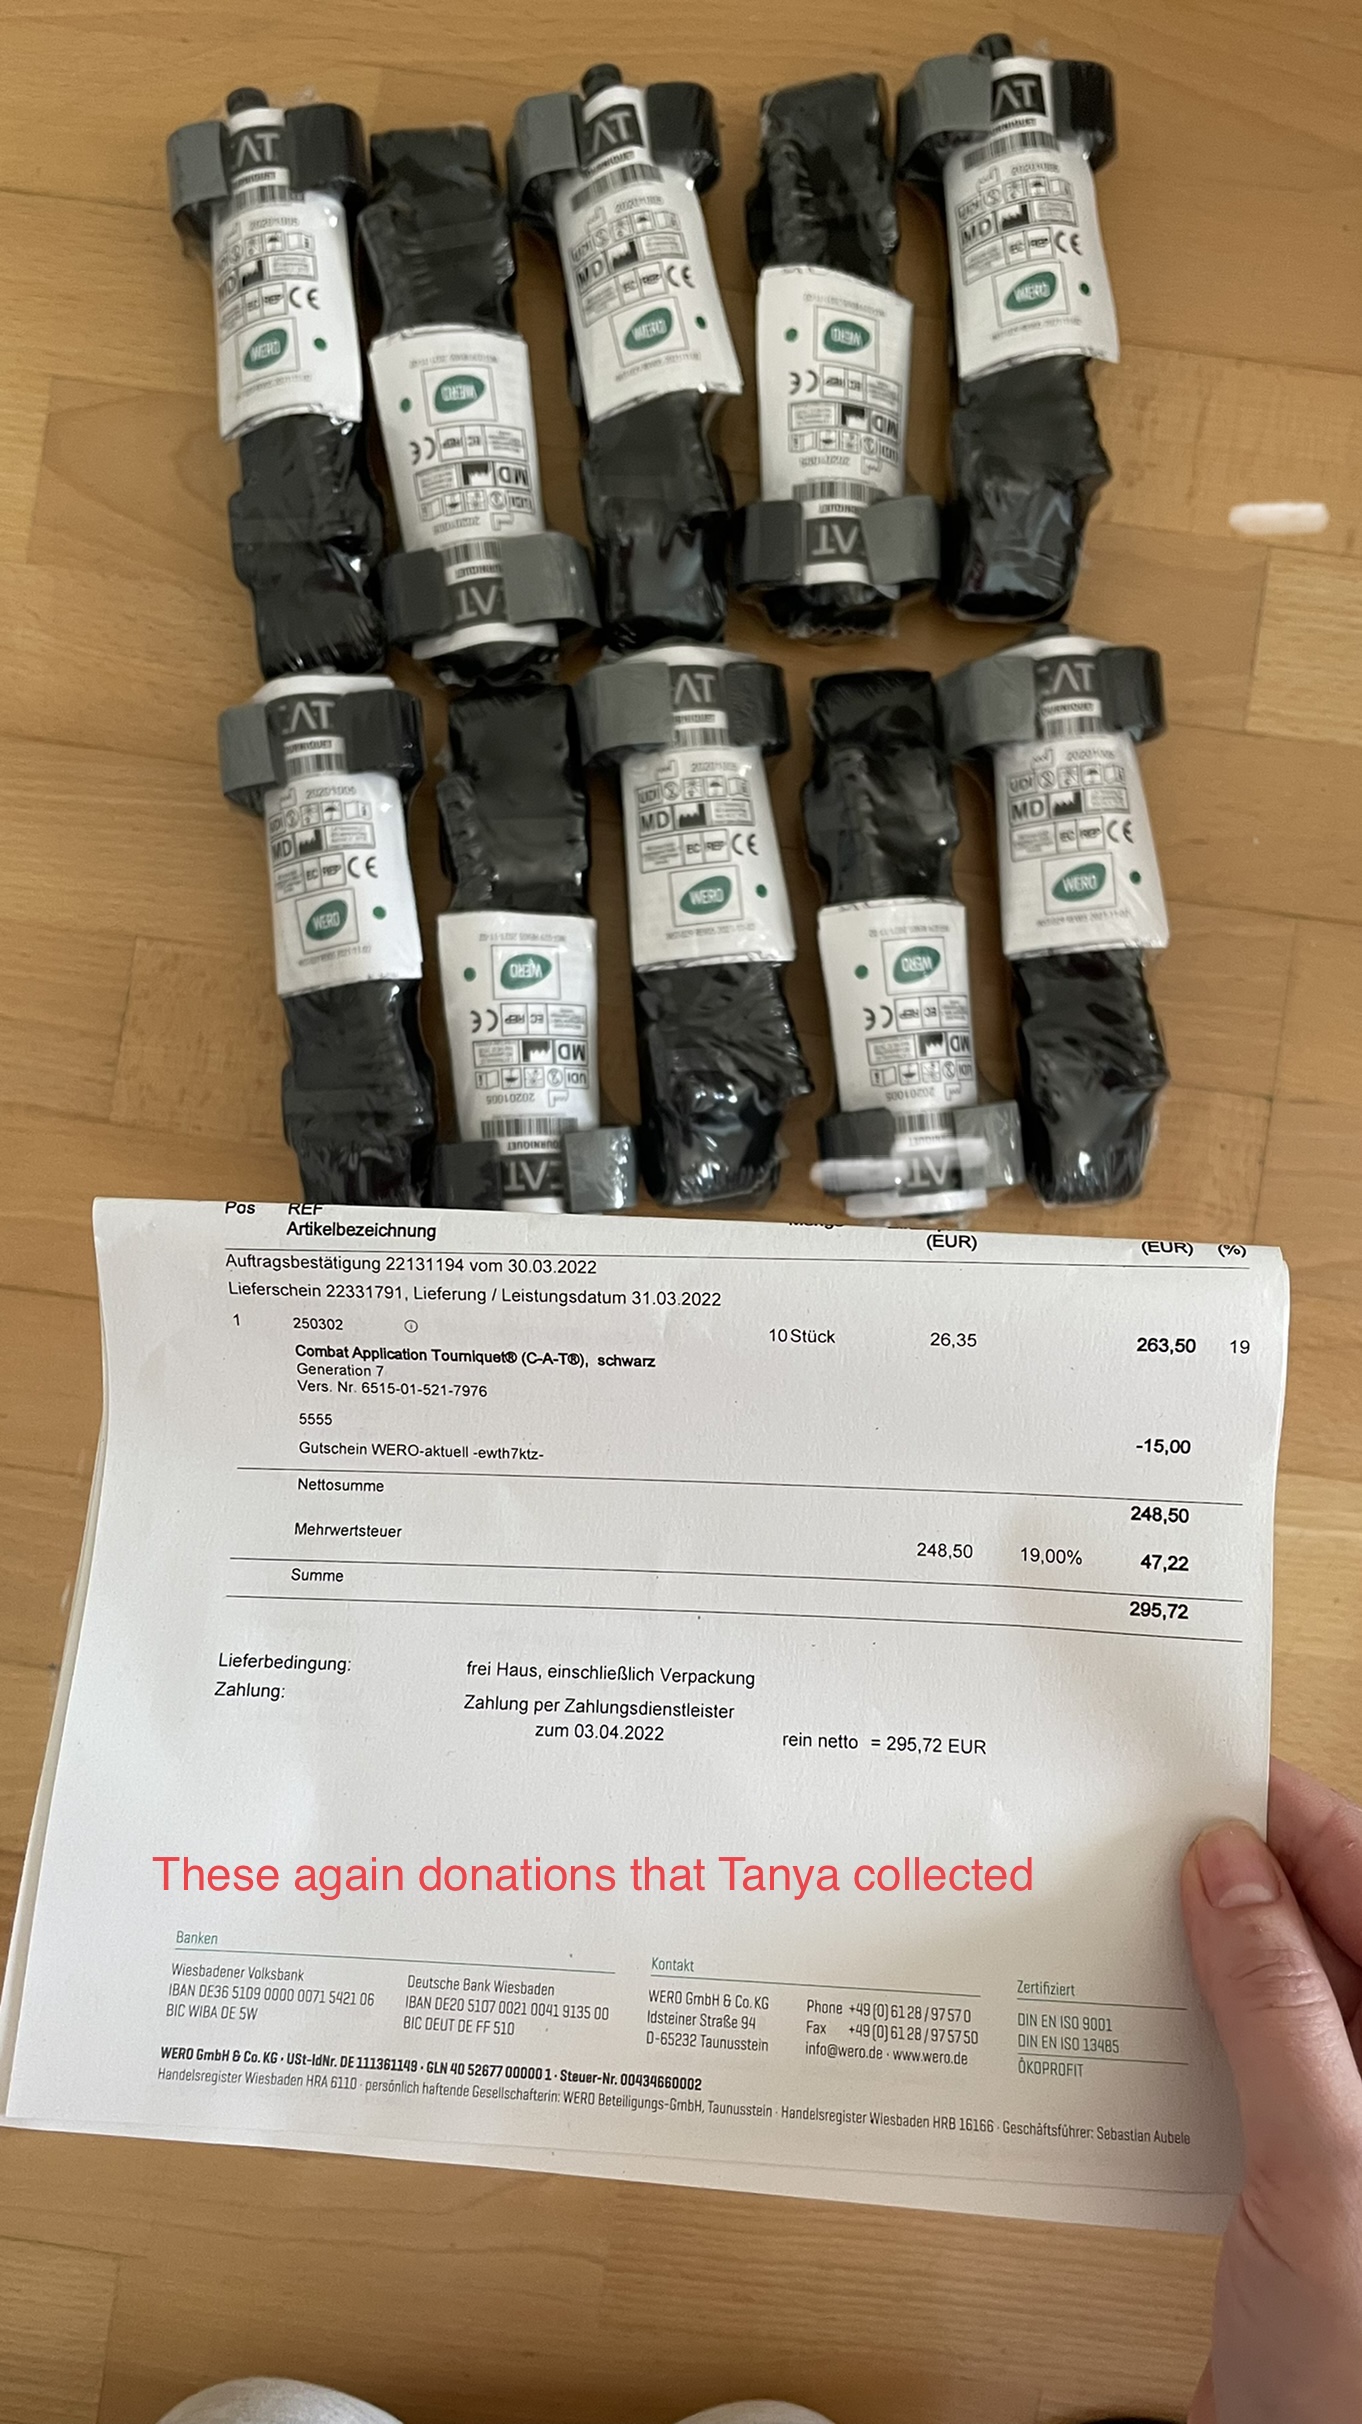 WERO
MD
UDI
EC REP
CE
20201005
Pos REF
Artikelbezeichnung
(EUR) (EUR) (%)
Auftragsbestätigung 22131194 vom 30.03.2022
Lieferschein 22331791, Lieferung / Leistungsdatum 31.03.2022
1 250302 10 Stück 26,35 263,50 19
Combat Application Tourniquet® (C-A-T®), schwarz
Generation 7
Vers. Nr. 6515-01-521-7976
5555
Gutschein WERO-aktuell -ewth7ktz- -15,00
Nettosumme 248,50
Mehrwertsteuer 248,50 19,00% 47,22
Summe 295,72
Lieferbedingung: frei Haus, einschließlich Verpackung
Zahlung: Zahlung per Zahlungsdienstleister
zum 03.04.2022 rein netto = 295,72 EUR
These again donations that Tanya collected
Banken
Wiesbadener Volksbank
IBAN DE36 5109 0000 0071 5421 06
BIC WIBA DE 5W
Deutsche Bank Wiesbaden
IBAN DE20 5107 0021 0041 9135 00
BIC DEUT DE FF 510
Kontakt
WERO GmbH & Co. KG
Idsteiner Straße 94
D-65232 Taunusstein
Phone +49 (0) 61 28 / 97 57 0
Fax +49 (0) 61 28 / 97 57 50
info@wero.de · www.wero.de
Zertifiziert
DIN EN ISO 9001
DIN EN ISO 13485
ÖKOPROFIT
WERO GmbH & Co. KG · USt-IdNr. DE 111361149 · GLN 40 52677 00000 1 · Steuer-Nr. 00434660002
Handelsregister Wiesbaden HRA 6110 · persönlich haftende Gesellschafterin: WERO Beteiligungs-GmbH, Taunusstein · Handelsregister Wiesbaden HRB 16166 · Geschäftsführer: Sebastian Aubele